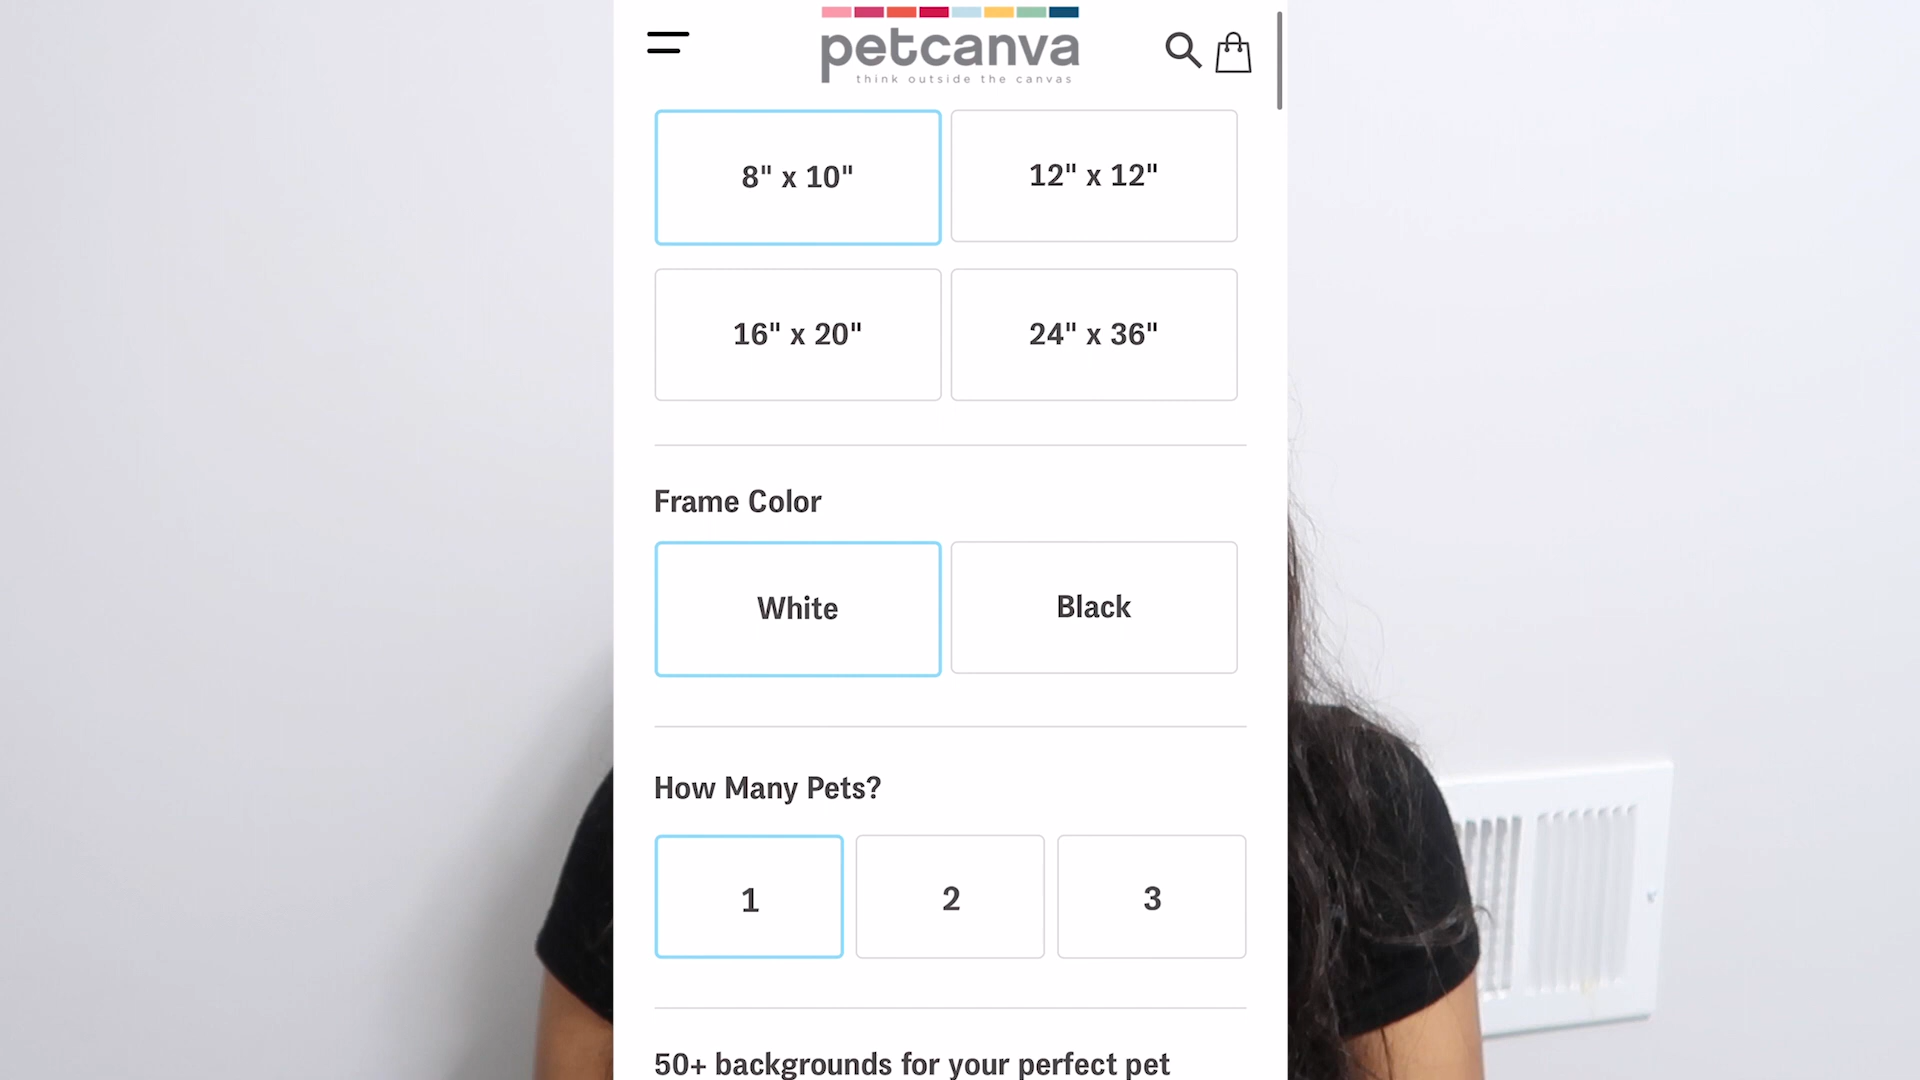 petcanva
think outside the canvas
8" x 10"
12" x 12"
16" x 20"
24" x 36"
Frame Color
White
Black
How Many Pets?
1
2
3
50+ backgrounds for your perfect pet